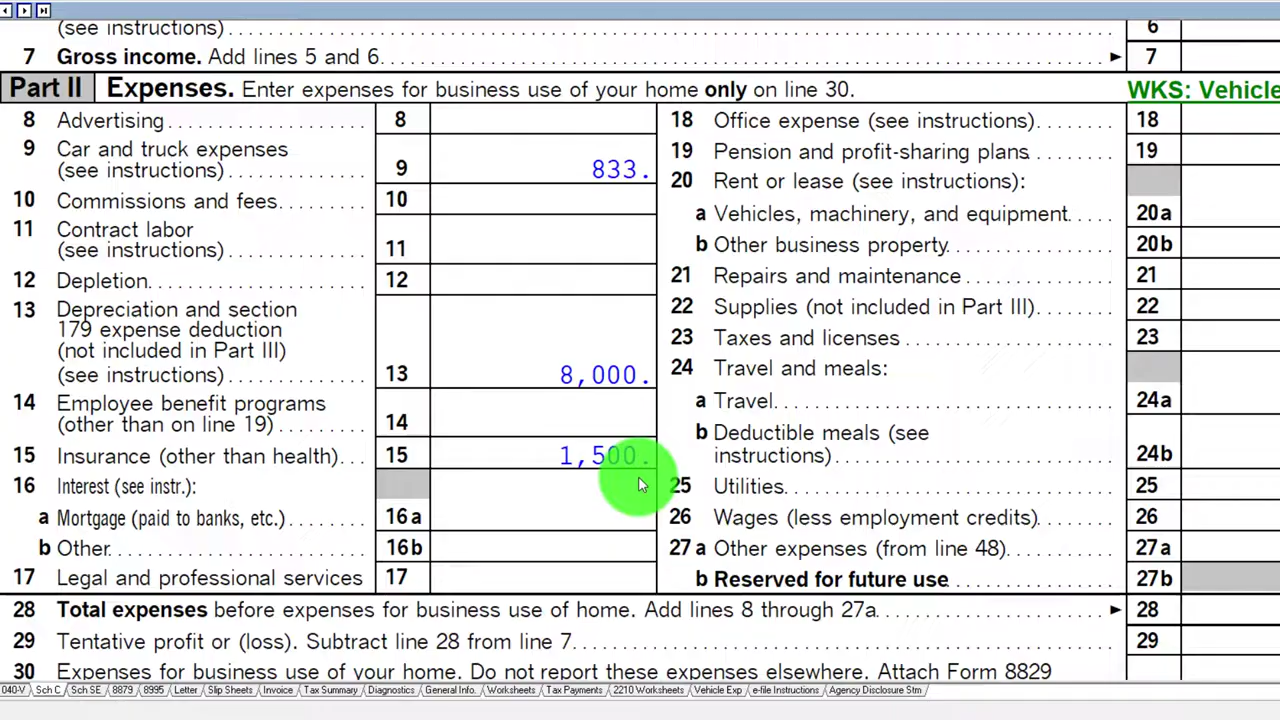 (see instructions) 6
7 Gross income. Add lines 5 and 6 7
Part II Expenses. Enter expenses for business use of your home only on line 30. WKS: Vehicle
8 Advertising 8
9 Car and truck expenses
(see instructions) 9 833.
10 Commissions and fees 10
11 Contract labor
(see instructions) 11
12 Depletion 12
13 Depreciation and section
179 expense deduction
(not included in Part III)
(see instructions) 13 8,000.
14 Employee benefit programs
(other than on line 19) 14
15 Insurance (other than health) 15 1,500.
16 Interest (see instr.):
a Mortgage (paid to banks, etc.) 16a
b Other 16b
17 Legal and professional services 17
18 Office expense (see instructions) 18
19 Pension and profit-sharing plans 19
20 Rent or lease (see instructions):
a Vehicles, machinery, and equipment 20a
b Other business property 20b
21 Repairs and maintenance 21
22 Supplies (not included in Part III) 22
23 Taxes and licenses 23
24 Travel and meals:
a Travel 24a
b Deductible meals (see
instructions) 24b
25 Utilities 25
26 Wages (less employment credits) 26
27a Other expenses (from line 48) 27a
b Reserved for future use 27b
28 Total expenses before expenses for business use of home. Add lines 8 through 27a 28
29 Tentative profit or (loss). Subtract line 28 from line 7 29
30 Expenses for business use of your home. Do not report these expenses elsewhere. Attach Form 8829
040-V Sch C Sch SE 8879 8995 Letter Slip Sheets Invoice Tax Summary Diagnostics General Info. Worksheets Tax Payments 2210 Worksheets Vehicle Exp e-file Instructions Agency Disclosure Stm